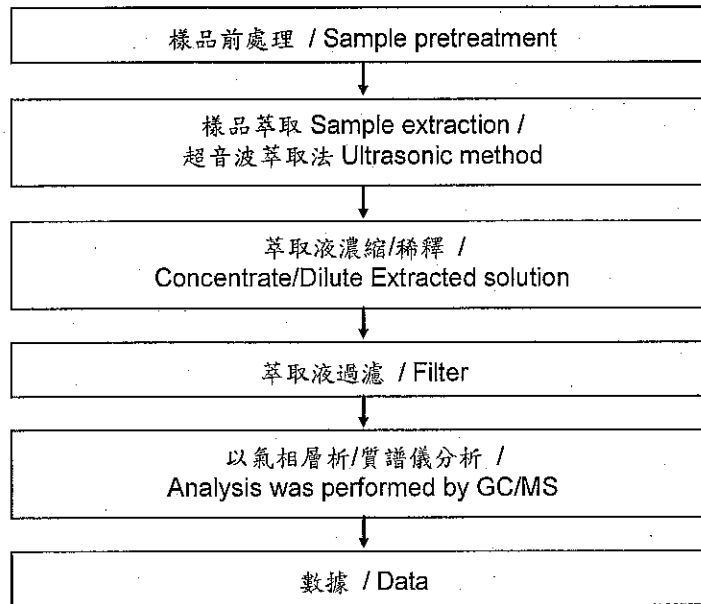 樣品前處理 / Sample pretreatment
樣品萃取 Sample extraction /
超音波萃取法 Ultrasonic method
萃取液濃縮/稀釋 /
Concentrate/Dilute Extracted solution
萃取液過濾 / Filter
以氣相層析/質譜儀分析 /
Analysis was performed by GC/MS
數據 / Data